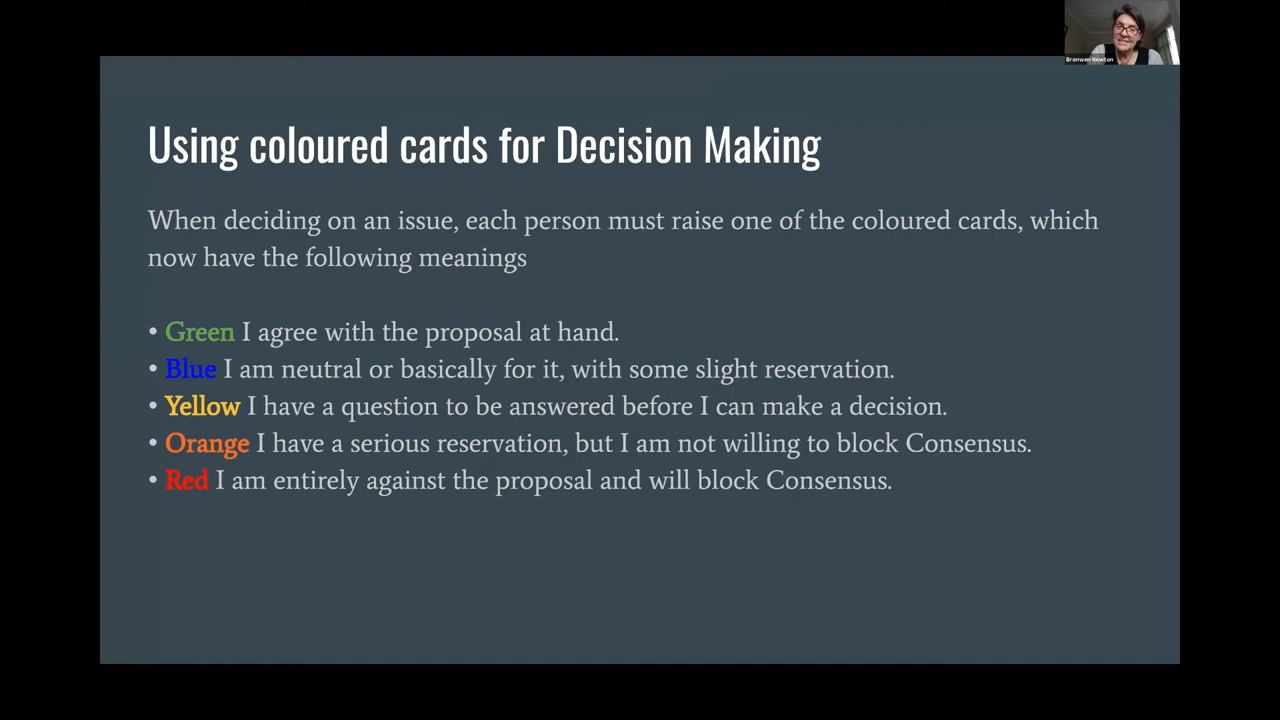 Bronwen Newton
Using coloured cards for Decision Making
When deciding on an issue, each person must raise one of the coloured cards, which
now have the following meanings
• Green I agree with the proposal at hand.
• Blue I am neutral or basically for it, with some slight reservation.
• Yellow I have a question to be answered before I can make a decision.
• Orange I have a serious reservation, but I am not willing to block Consensus.
• Red I am entirely against the proposal and will block Consensus.